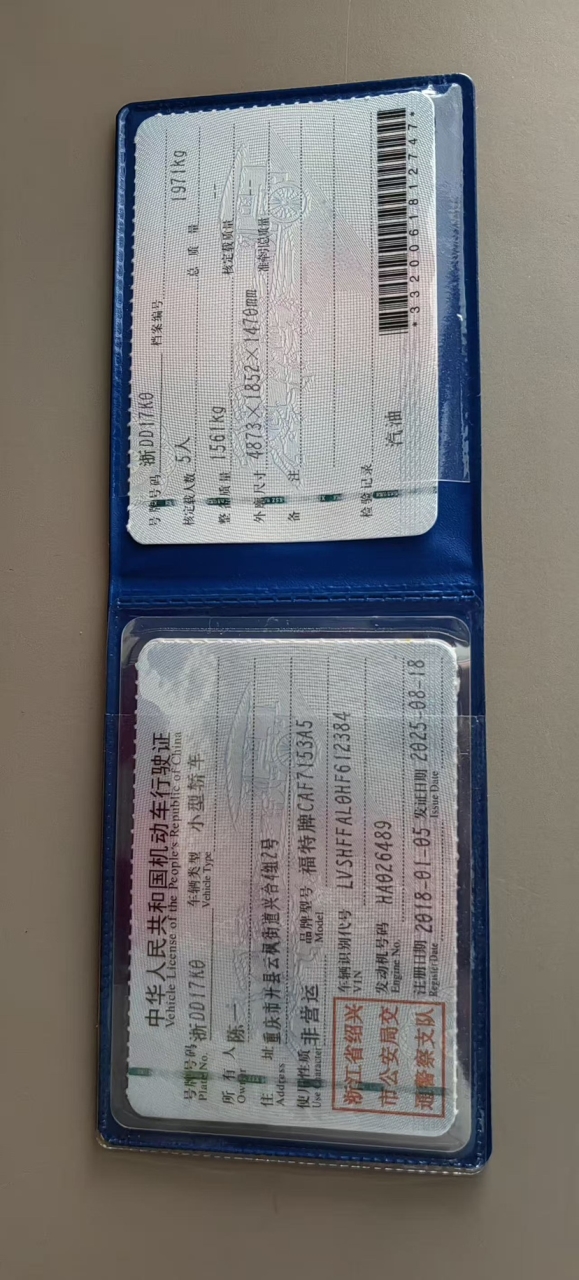 中华人民共和国机动车行驶证
Vehicle License of the People's Republic of China
号牌号码 浙DD17K0 车辆类型 小型轿车
Plate No. Vehicle Type
所有人 陈一
Owner
住址 重庆市开县云枫街道兴合4组2号
Address
使用性质 非营运 品牌型号 福特牌CAF7153A5
Use Character Model
浙江省绍兴
市公安局交
通警察支队
车辆识别代号 LVSHFFAL0HF612384
VIN
发动机号码 HA026489
Engine No.
注册日期 2018-01-05 发证日期 2025-08-18
Register Date Issue Date
号牌号码 浙DD17K0 档案编号
核定载人数 5人 总质量 1971kg
整备质量 1561kg 核定载质量 --
外廓尺寸 4873×1852×1470mm 准牵引总质量 --
备注
检验记录
汽油
*3320061812747*